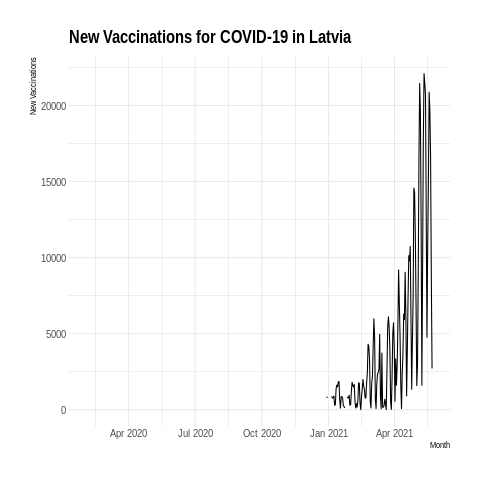 New Vaccinations for COVID-19 in Latvia
New Vaccinations
20000
15000
10000
5000
0
Apr 2020 Jul 2020 Oct 2020 Jan 2021 Apr 2021
Month